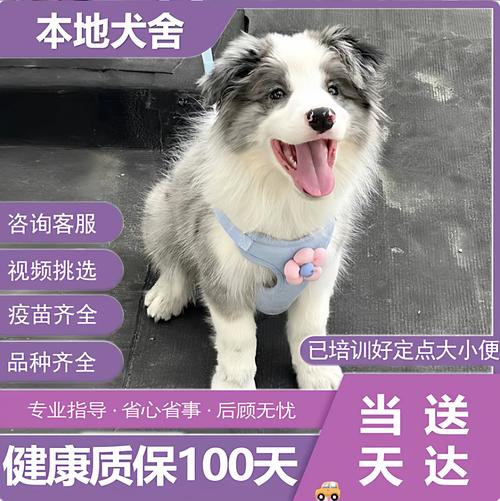 本地犬舍
咨询客服
视频挑选
疫苗齐全
品种齐全
已培训好定点大小便
专业指导·省心省事·后顾无忧
当天
送达
健康质保100天